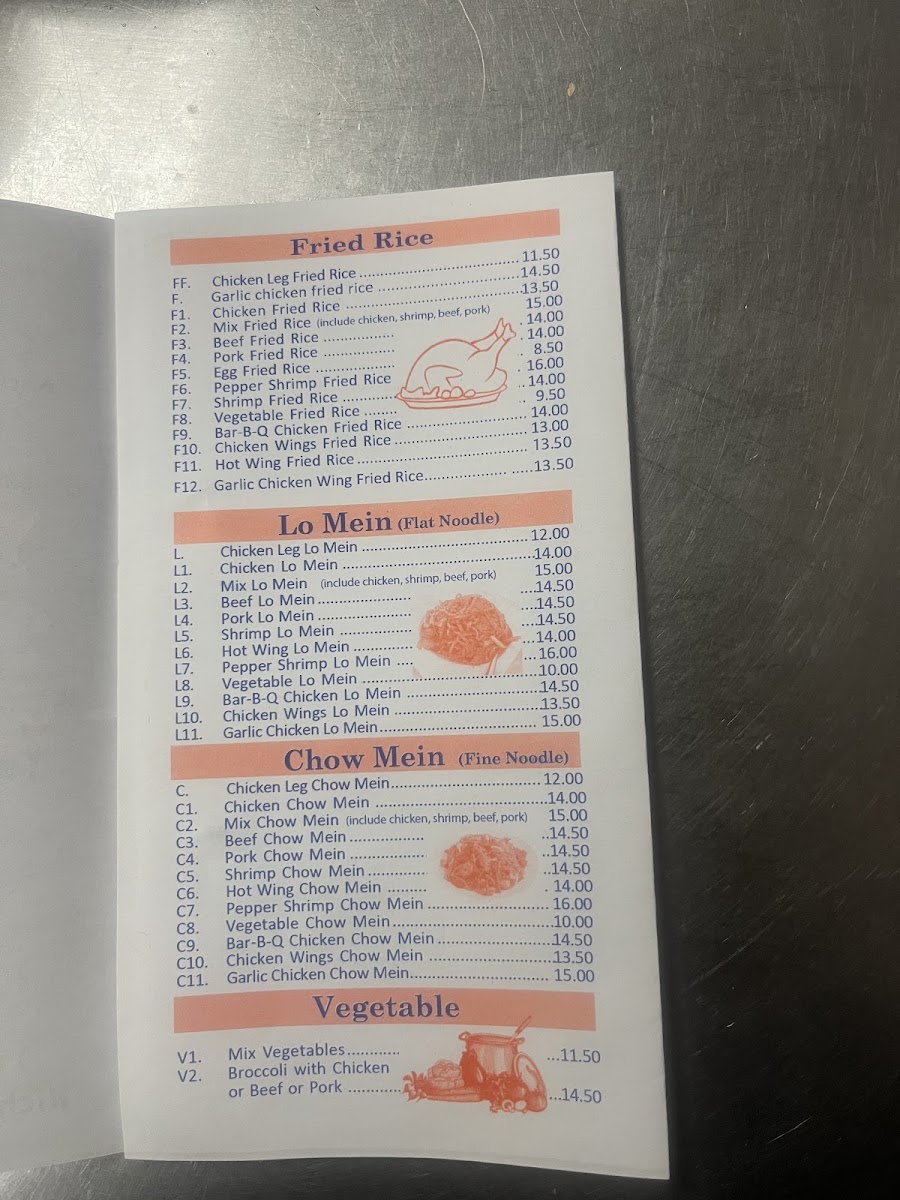 Fried Rice
FF. Chicken Leg Fried Rice 11.50
F. Garlic chicken fried rice 14.50
F1. Chicken Fried Rice 13.50
F2. Mix Fried Rice (include chicken, shrimp, beef, pork) 15.00
F3. Beef Fried Rice 14.00
F4. Pork Fried Rice 14.00
F5. Egg Fried Rice 8.50
F6. Pepper Shrimp Fried Rice 16.00
F7. Shrimp Fried Rice 14.00
F8. Vegetable Fried Rice 9.50
F9. Bar-B-Q Chicken Fried Rice 14.00
F10. Chicken Wings Fried Rice 13.00
F11. Hot Wing Fried Rice 13.50
F12. Garlic Chicken Wing Fried Rice 13.50
Lo Mein (Flat Noodle)
L. Chicken Leg Lo Mein 12.00
L1. Chicken Lo Mein 14.00
L2. Mix Lo Mein (include chicken, shrimp, beef, pork) 15.00
L3. Beef Lo Mein 14.50
L4. Pork Lo Mein 14.50
L5. Shrimp Lo Mein 14.50
L6. Hot Wing Lo Mein 14.00
L7. Pepper Shrimp Lo Mein 16.00
L8. Vegetable Lo Mein 10.00
L9. Bar-B-Q Chicken Lo Mein 14.50
L10. Chicken Wings Lo Mein 13.50
L11. Garlic Chicken Lo Mein 15.00
Chow Mein (Fine Noodle)
C. Chicken Leg Chow Mein 12.00
C1. Chicken Chow Mein 14.00
C2. Mix Chow Mein (include chicken, shrimp, beef, pork) 15.00
C3. Beef Chow Mein 14.50
C4. Pork Chow Mein 14.50
C5. Shrimp Chow Mein 14.50
C6. Hot Wing Chow Mein 14.00
C7. Pepper Shrimp Chow Mein 16.00
C8. Vegetable Chow Mein 10.00
C9. Bar-B-Q Chicken Chow Mein 14.50
C10. Chicken Wings Chow Mein 13.50
C11. Garlic Chicken Chow Mein 15.00
Vegetable
V1. Mix Vegetables 11.50
V2. Broccoli with Chicken
or Beef or Pork 14.50